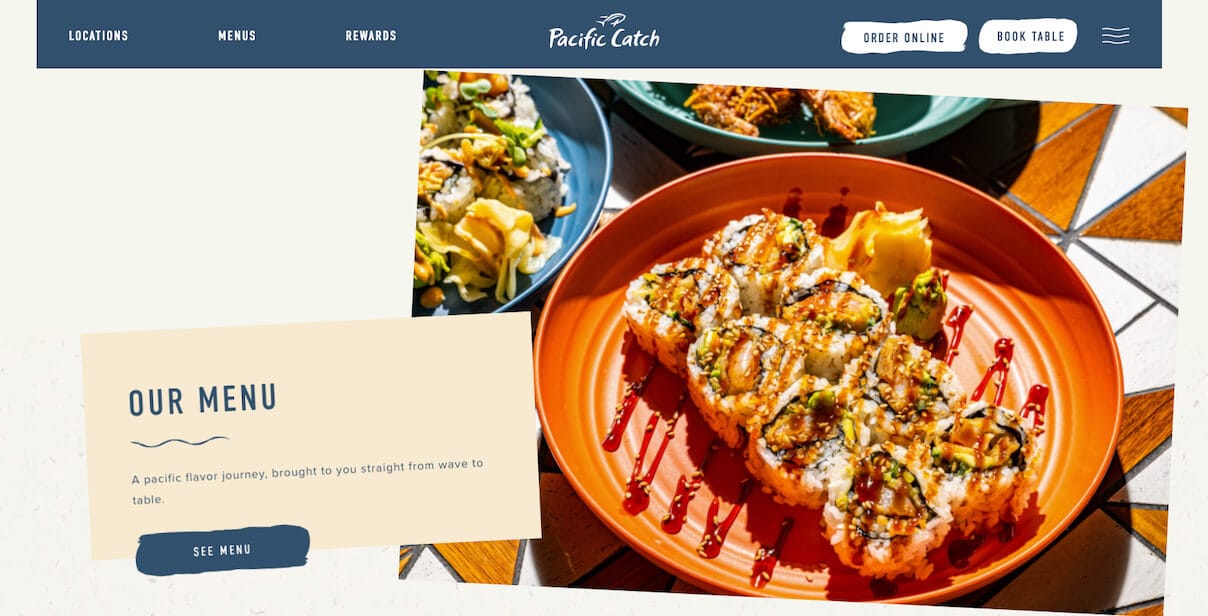 LOCATIONS
MENUS
REWARDS
Pacific Catch
ORDER ONLINE
BOOK TABLE
OUR MENU
A pacific flavor journey, brought to you straight from wave to
table.
SEE MENU